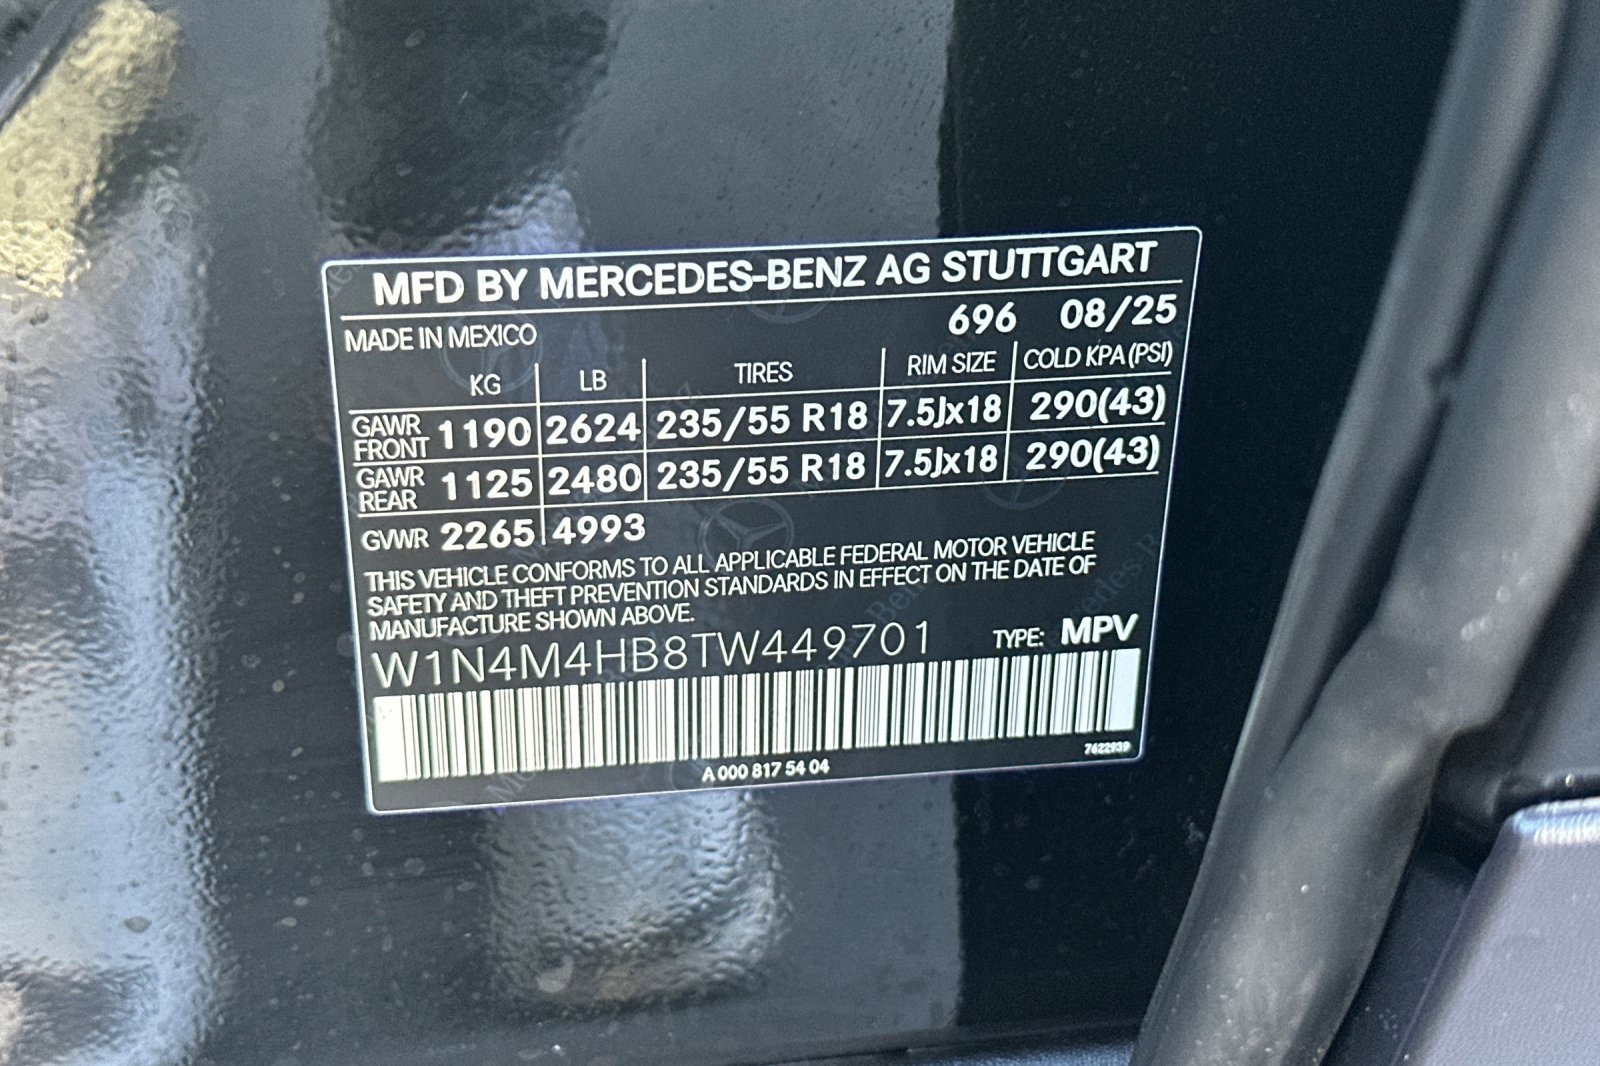 MFD BY MERCEDES-BENZ AG STUTTGART
MADE IN MEXICO 696 08/25
KG LB TIRES RIM SIZE COLD KPA (PSI)
GAWR FRONT 1190 2624 235/55 R18 7.5Jx18 290(43)
GAWR REAR 1125 2480 235/55 R18 7.5Jx18 290(43)
GVWR 2265 4993
THIS VEHICLE CONFORMS TO ALL APPLICABLE FEDERAL MOTOR VEHICLE
SAFETY AND THEFT PREVENTION STANDARDS IN EFFECT ON THE DATE OF
MANUFACTURE SHOWN ABOVE.
W1N4M4HB8TW449701 TYPE: MPV
A 000 817 54 04 7422939